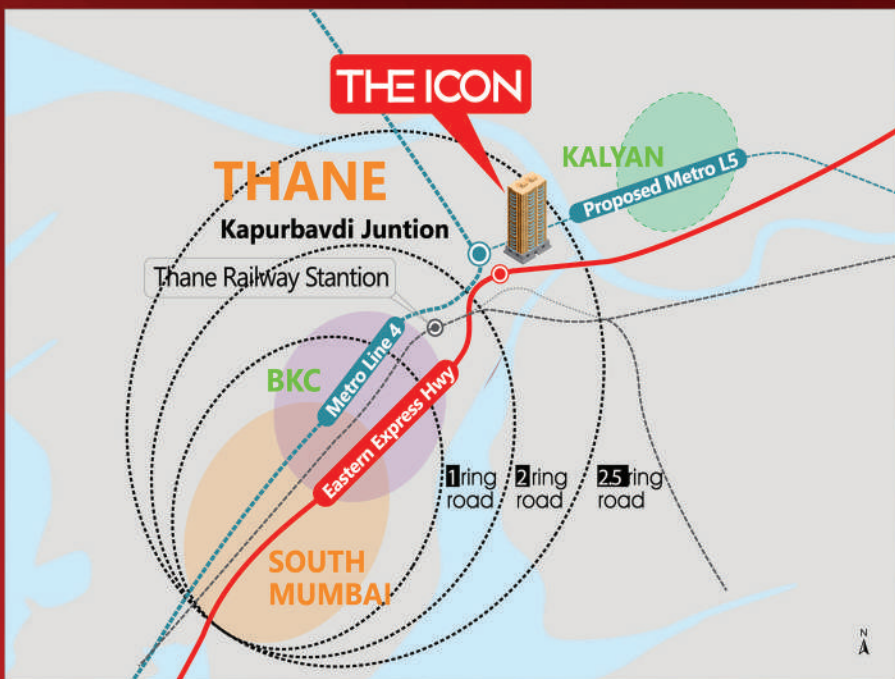 THE ICON
KALYAN
THANE
Proposed Metro L5
Kapurbavdi Juntion
Thane Railway Stantion
Metro Line 4
BKC
Eastern Express Hwy
1 ring
road
2 ring
road
2.5 ring
road
SOUTH
MUMBAI
N